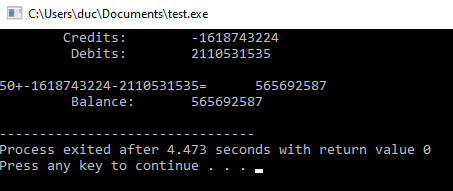 C:\Users\duc\Documents\test.exe
Credits: -1618743224
Debits: 2110531535
50+-1618743224-2110531535= 565692587
Balance: 565692587
--------------------------------
Process exited after 4.473 seconds with return value 0
Press any key to continue . . .